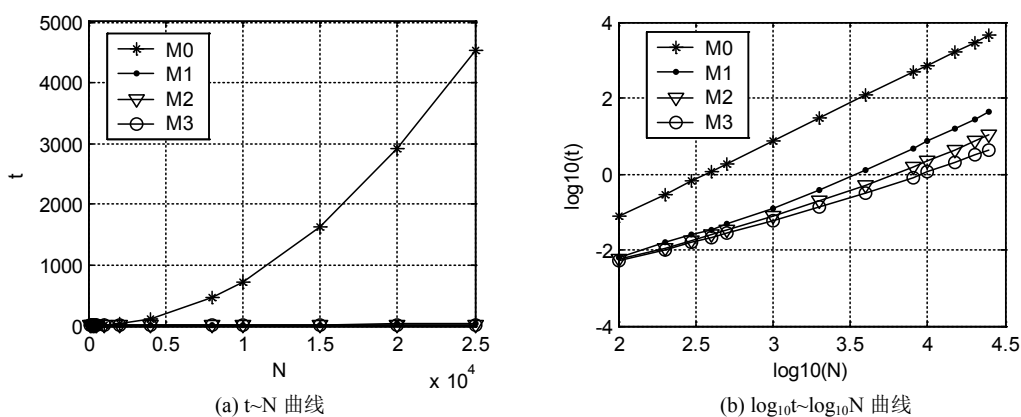 5000
4000
3000
2000
1000
0
t
M0
M1
M2
M3
0 0.5 1 1.5 2 2.5
N
x 10^4
(a) t~N 曲线
4
2
0
-2
-4
log10(t)
M0
M1
M2
M3
2 2.5 3 3.5 4 4.5
log10(N)
(b) log₁₀t~log₁₀N 曲线